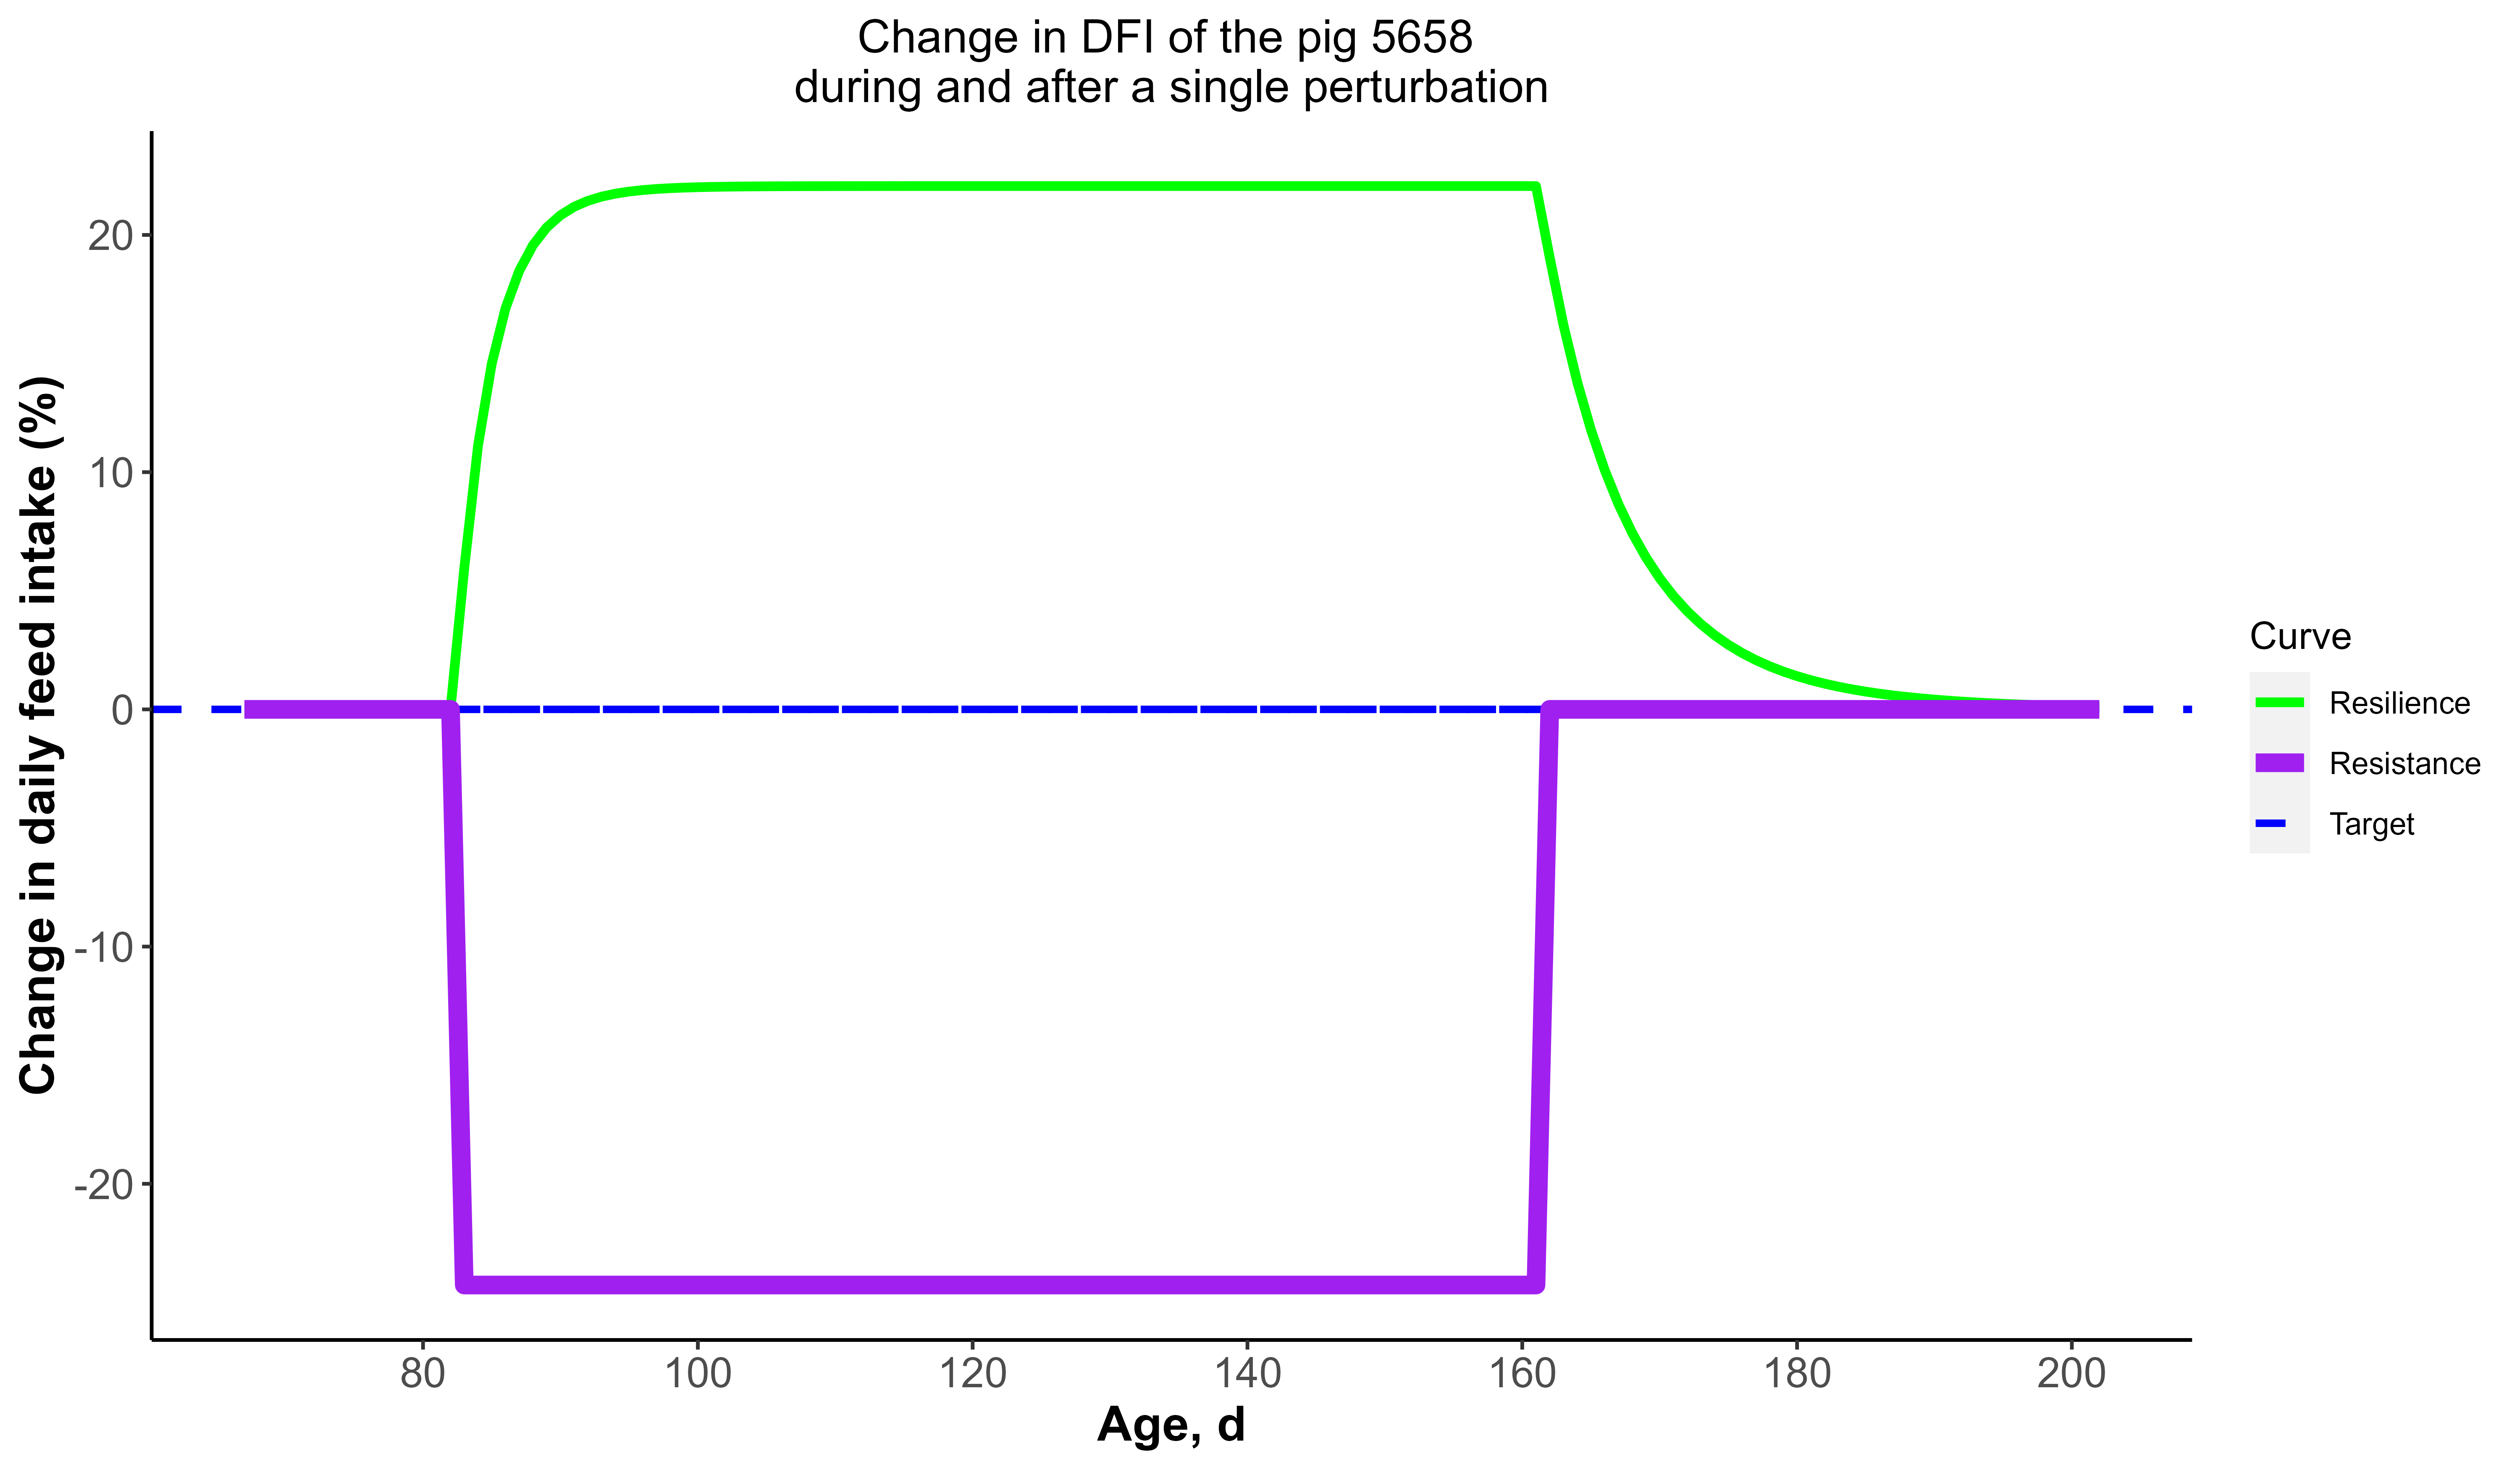 Change in DFI of the pig 5658
during and after a single perturbation
Change in daily feed intake (%)
20
10
0
-10
-20
80 100 120 140 160 180 200
Age, d
Curve
Resilience
Resistance
Target